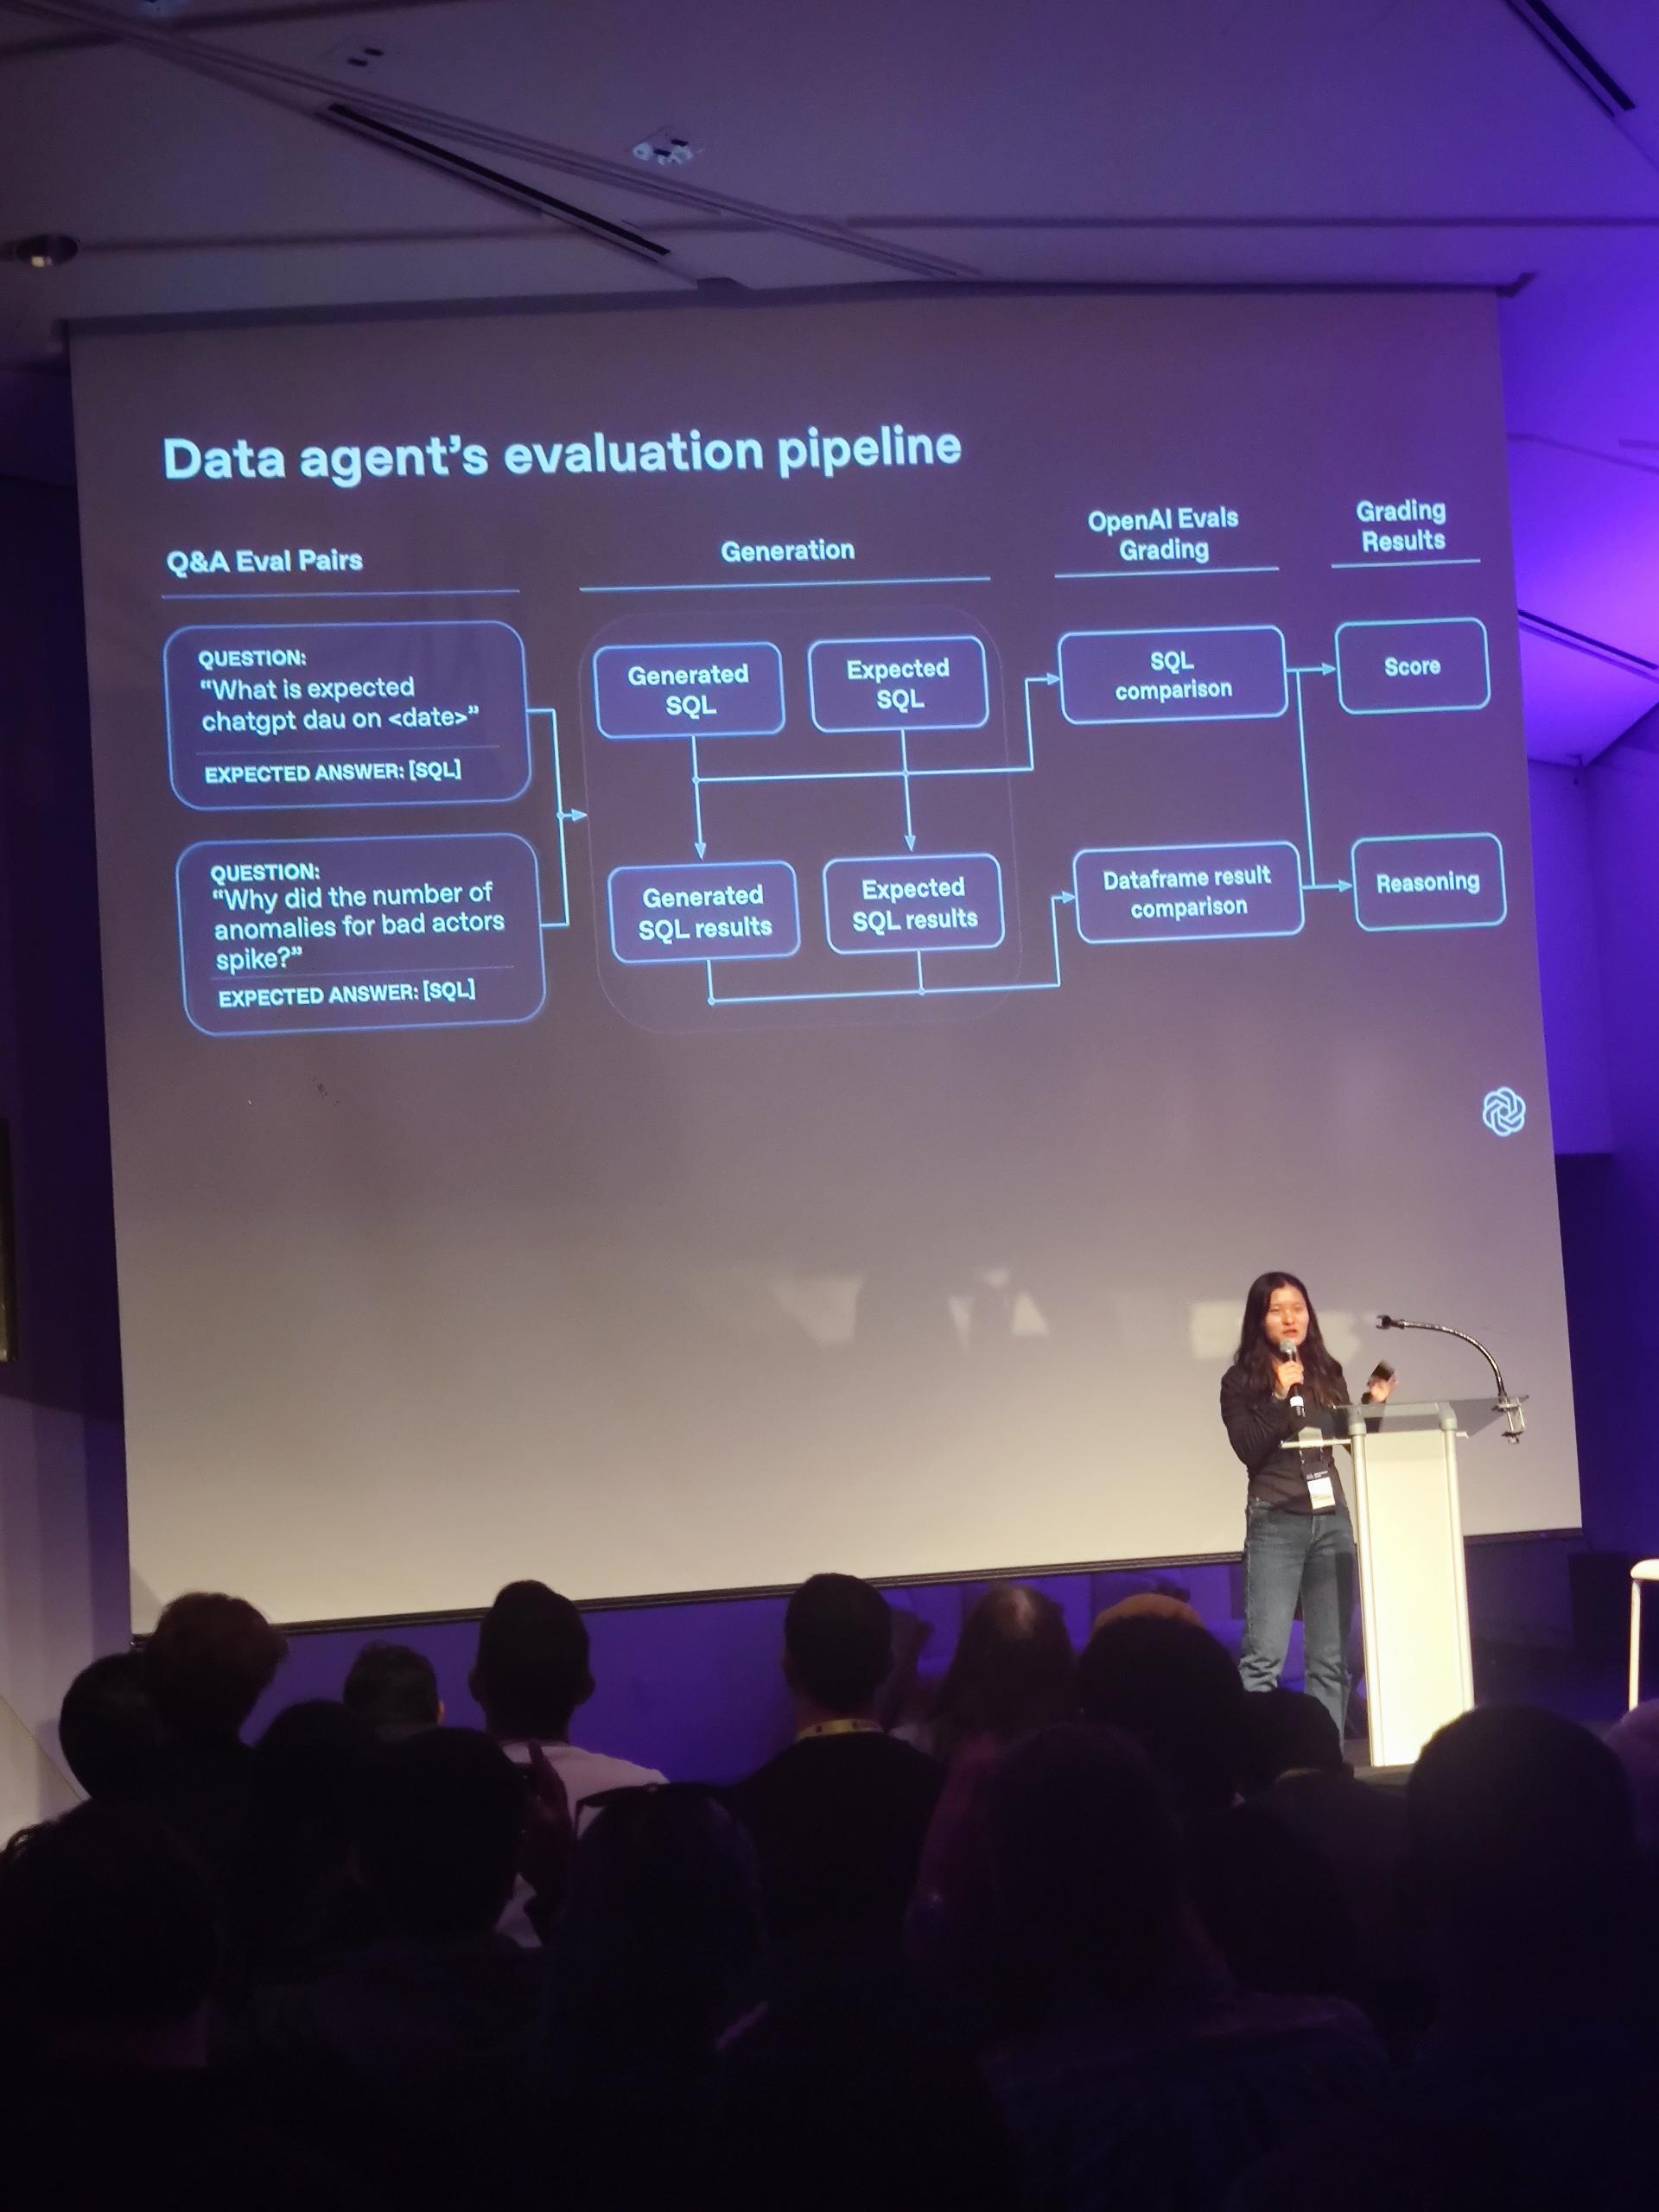 Data agent’s evaluation pipeline
Q&A Eval Pairs
Generation
OpenAI Evals
Grading
Grading
Results
QUESTION:
“What is expected
chatgpt dau on <date>”
EXPECTED ANSWER: [SQL]
QUESTION:
“Why did the number of
anomalies for bad actors
spike?”
EXPECTED ANSWER: [SQL]
Generated
SQL
Expected
SQL
Generated
SQL results
Expected
SQL results
SQL
comparison
Dataframe result
comparison
Score
Reasoning